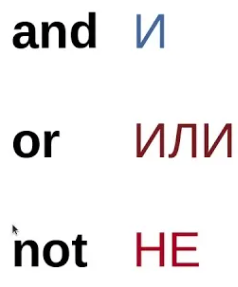 and И
or ИЛИ
not НЕ